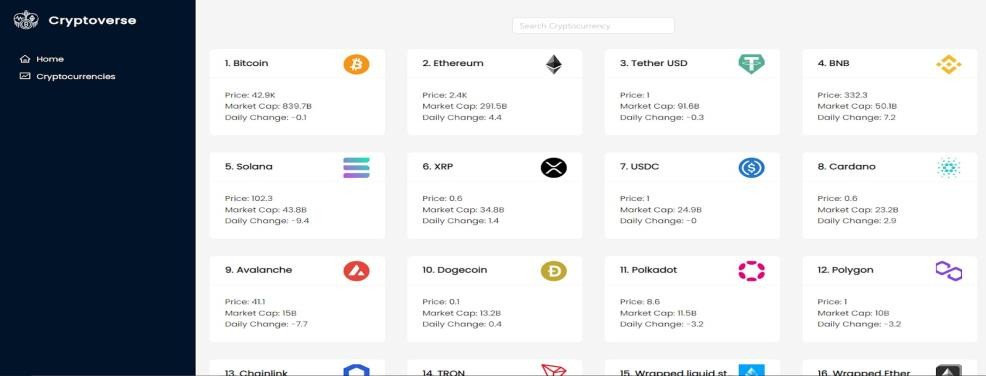 Cryptoverse
Home
Cryptocurrencies
Search Cryptocurrency
1. Bitcoin
Price: 42.9K
Market Cap: 839.7B
Daily Change: -0.1
2. Ethereum
Price: 2.4K
Market Cap: 291.5B
Daily Change: 4.4
3. Tether USD
Price: 1
Market Cap: 91.6B
Daily Change: -0.3
4. BNB
Price: 332.3
Market Cap: 50.1B
Daily Change: 7.2
5. Solana
Price: 102.3
Market Cap: 43.8B
Daily Change: -9.4
6. XRP
Price: 0.6
Market Cap: 34.8B
Daily Change: 1.4
7. USDC
Price: 1
Market Cap: 24.9B
Daily Change: -0
8. Cardano
Price: 0.6
Market Cap: 23.2B
Daily Change: 2.9
9. Avalanche
Price: 41.1
Market Cap: 15B
Daily Change: -7.7
10. Dogecoin
Price: 0.1
Market Cap: 13.2B
Daily Change: 0.4
11. Polkadot
Price: 8.6
Market Cap: 11.5B
Daily Change: -3.2
12. Polygon
Price: 1
Market Cap: 10B
Daily Change: -3.2
13. Chainlink
14. TRON
15. Wrapped liquid st
16. Wrapped Ether